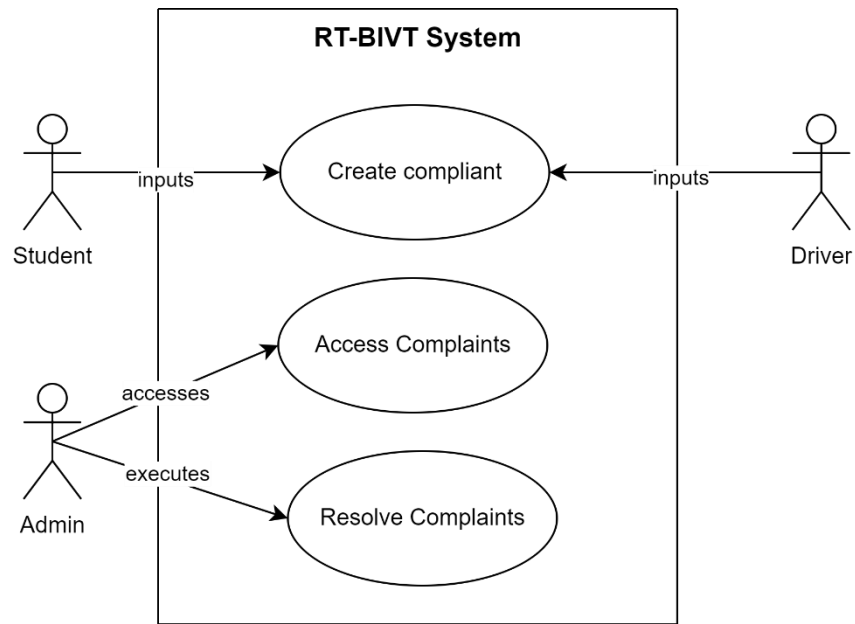 RT-BIVT System
Create compliant
inputs
inputs
Student
Driver
Access Complaints
accesses
executes
Resolve Complaints
Admin